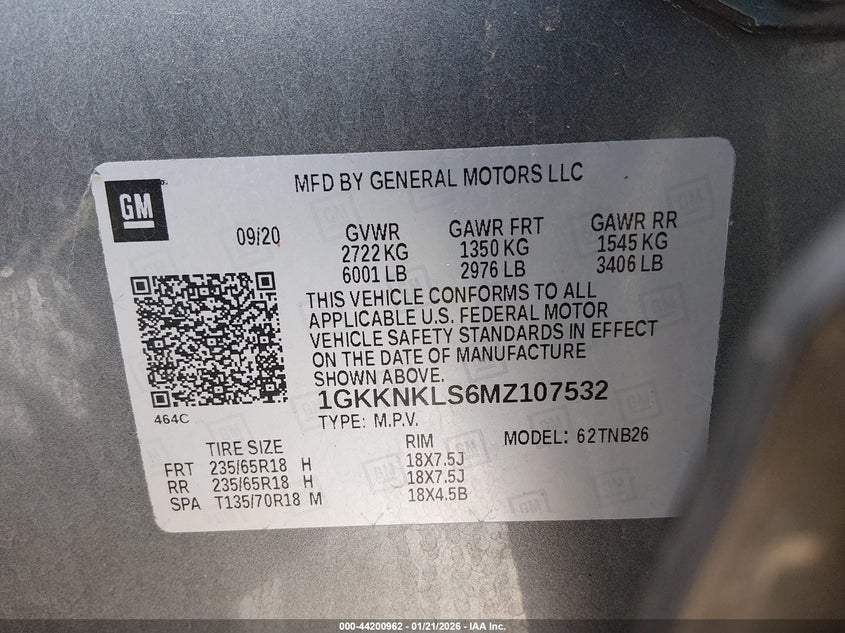 GM
MFD BY GENERAL MOTORS LLC
09/20
GVWR GAWR FRT GAWR RR
2722 KG 1350 KG 1545 KG
6001 LB 2976 LB 3406 LB
THIS VEHICLE CONFORMS TO ALL
APPLICABLE U.S. FEDERAL MOTOR
VEHICLE SAFETY STANDARDS IN EFFECT
ON THE DATE OF MANUFACTURE
SHOWN ABOVE.
1GKKNKLS6MZ107532
464C
TYPE: M.P.V.
TIRE SIZE RIM MODEL: 62TNB26
FRT 235/65R18 H 18X7.5J
RR 235/65R18 H 18X7.5J
SPA T135/70R18 M 18X4.5B
000-44200962 - 01/21/2026 - IAA Inc.